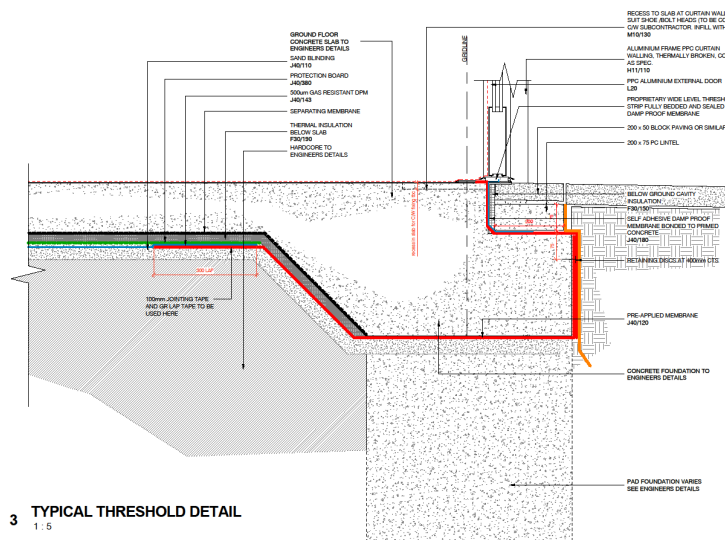 GROUND FLOOR
CONCRETE SLAB TO
ENGINEERS DETAILS
SAND BLINDING
J40/110
PROTECTION BOARD
J40/380
500um GAS RESISTANT DPM
J40/143
SEPARATING MEMBRANE
THERMAL INSULATION
BELOW SLAB
F30/190
HARDCORE TO
ENGINEERS DETAILS
GRIDLINE
RECESS TO SLAB AT CURTAIN WALL
SUIT SHOE /BOLT HEADS (TO BE
C/W SUBCONTRACTOR. INFILL WITH
M10/130
ALUMINIUM FRAME PPC CURTAIN
WALLING, THERMALLY BROKEN,
AS SPEC.
H11/110
PPC ALUMINIUM EXTERNAL DOOR
L20
PROPRIETARY WIDE LEVEL
STRIP FULLY BEDDED AND SEALED
DAMP PROOF MEMBRANE
200 x 50 BLOCK PAVING OR SIMILAR
200 x 75 PC LINTEL
BELOW GROUND CAVITY
INSULATION
F30/150
SELF ADHESIVE DAMP PROOF
MEMBRANE BONDED TO PRIMED
CONCRETE
J40/180
RETAINING DISCS AT 400mm CTS
300 LAP
100mm JOINTING TAPE
AND GR LAP TAPE TO BE
USED HERE
PRE-APPLIED MEMBRANE
J40/120
CONCRETE FOUNDATION TO
ENGINEERS DETAILS
PAD FOUNDATION VARIES
SEE ENGINEERS DETAILS
3 TYPICAL THRESHOLD DETAIL
1 : 5